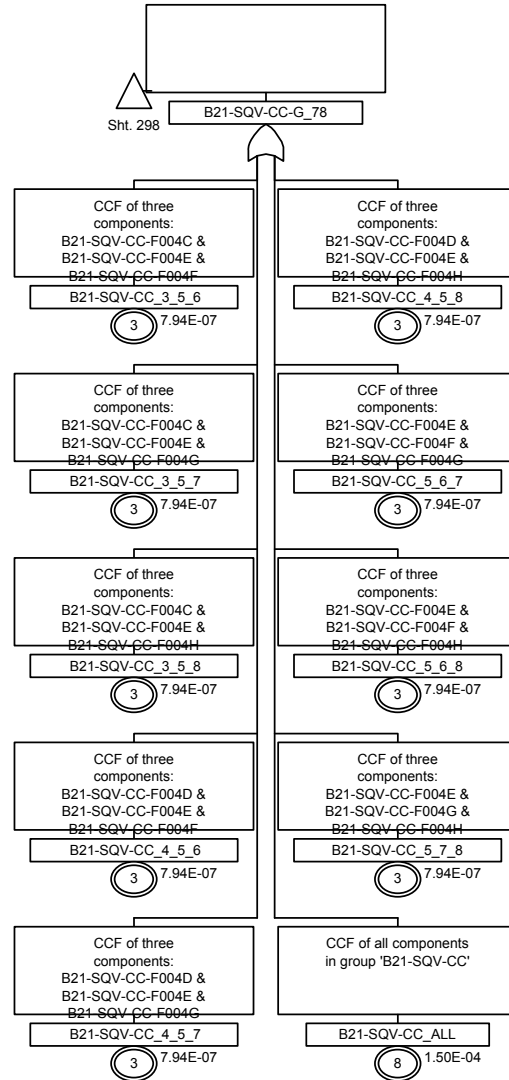 Sht. 298
B21-SQV-CC-G_78
CCF of three
components:
B21-SQV-CC-F004C &
B21-SQV-CC-F004E &
B21-SQV-CC-F004F
B21-SQV-CC_3_5_6
3
7.94E-07
CCF of three
components:
B21-SQV-CC-F004D &
B21-SQV-CC-F004E &
B21-SQV-CC-F004H
B21-SQV-CC_4_5_8
3
7.94E-07
CCF of three
components:
B21-SQV-CC-F004C &
B21-SQV-CC-F004E &
B21-SQV-CC-F004G
B21-SQV-CC_3_5_7
3
7.94E-07
CCF of three
components:
B21-SQV-CC-F004E &
B21-SQV-CC-F004F &
B21-SQV-CC-F004G
B21-SQV-CC_5_6_7
3
7.94E-07
CCF of three
components:
B21-SQV-CC-F004C &
B21-SQV-CC-F004E &
B21-SQV-CC-F004H
B21-SQV-CC_3_5_8
3
7.94E-07
CCF of three
components:
B21-SQV-CC-F004E &
B21-SQV-CC-F004F &
B21-SQV-CC-F004H
B21-SQV-CC_5_6_8
3
7.94E-07
CCF of three
components:
B21-SQV-CC-F004D &
B21-SQV-CC-F004E &
B21-SQV-CC-F004F
B21-SQV-CC_4_5_6
3
7.94E-07
CCF of three
components:
B21-SQV-CC-F004E &
B21-SQV-CC-F004G &
B21-SQV-CC-F004H
B21-SQV-CC_5_7_8
3
7.94E-07
CCF of three
components:
B21-SQV-CC-F004D &
B21-SQV-CC-F004E &
B21-SQV-CC-F004G
B21-SQV-CC_4_5_7
3
7.94E-07
CCF of all components
in group 'B21-SQV-CC'
B21-SQV-CC_ALL
8
1.50E-04